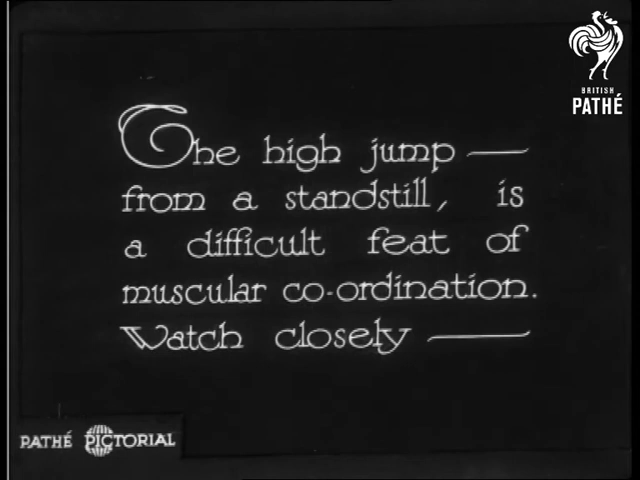 BRITISH
PATHÉ
The high jump —
from a standstill, is
a difficult feat of
muscular co-ordination.
Watch closely —
PATHÉ PICTORIAL